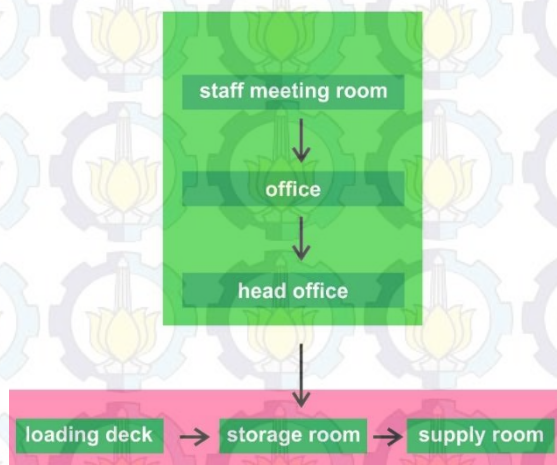 staff meeting room
office
head office
loading deck storage room supply room